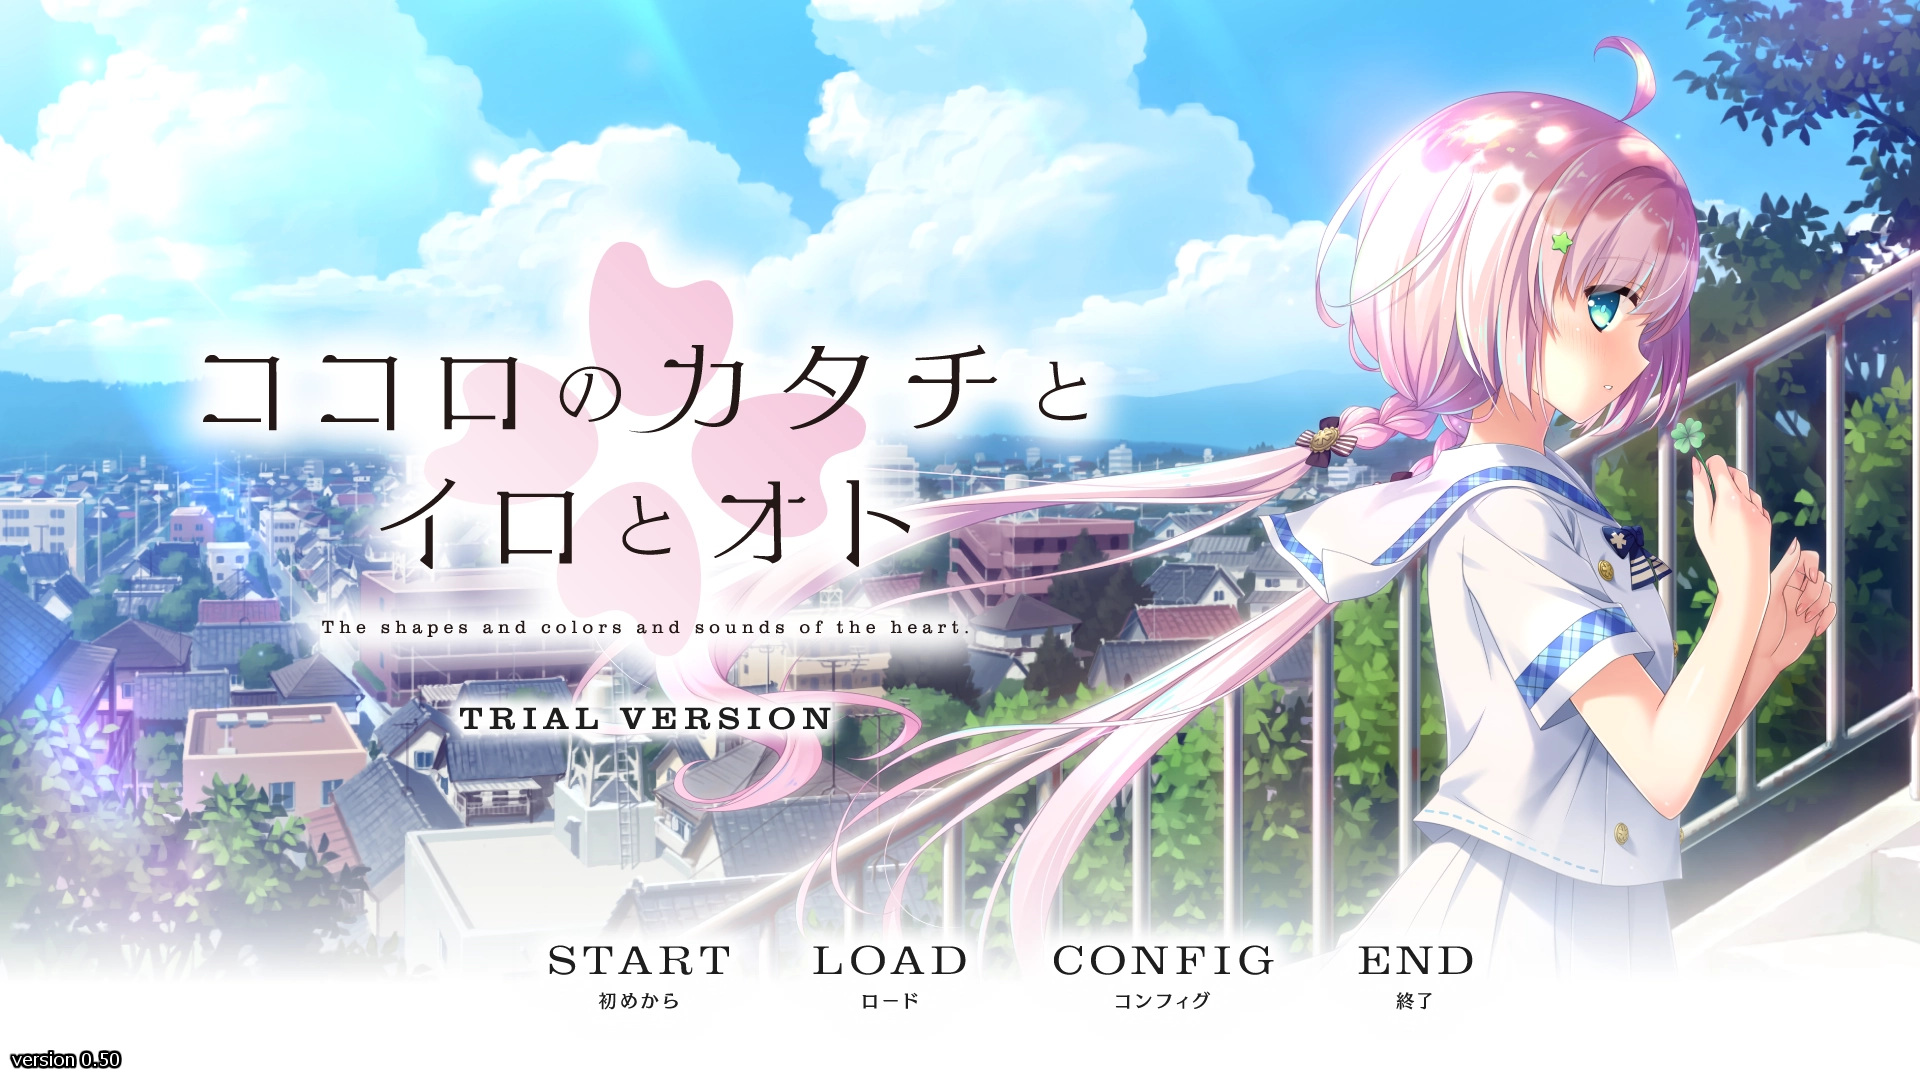 ココロのカタチと
イロとオト
The shapes and colors and sounds of the heart.
TRIAL VERSION
START LOAD CONFIG END
初めから ロード コンフィグ 終了
version 0.50